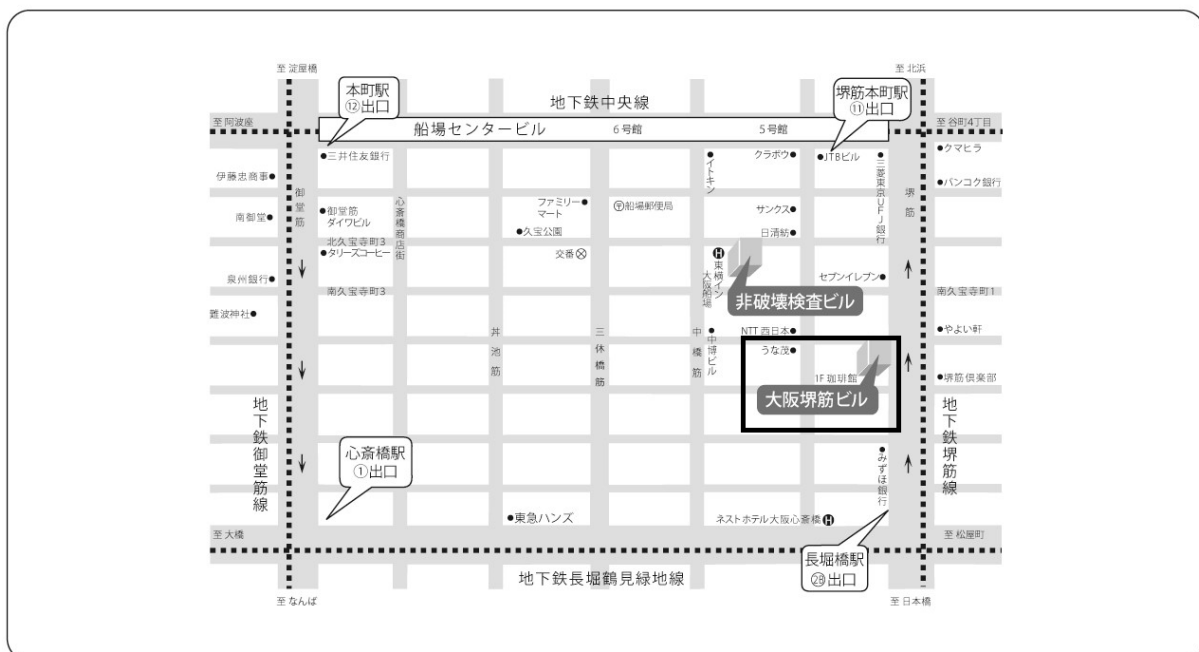 至 淀屋橋
至 北浜
本町駅
⑫出口
地下鉄中央線
堺筋本町駅
⑪出口
至 阿波座
船場センタービル
6号館
5号館
至 谷町4丁目
三井住友銀行
イトキン
クラボウ
JTBビル
三菱東京UFJ銀行
クマヒラ
伊藤忠商事
バンコク銀行
御堂筋
心斎橋商店街
ファミリー
マート
〒船場郵便局
サンクス
堺筋
南御堂
御堂筋
ダイワビル
久宝公園
日清紡
北久宝寺町3
タリーズコーヒー
交番
H
東横イン
大阪船場
泉州銀行
セブンイレブン
南久宝寺町3
非破壊検査ビル
南久宝寺町1
難波神社
丼池筋
三休橋筋
中橋筋
中博ビル
NTT 西日本
やよい軒
うな茂
1F 珈琲館
堺筋倶楽部
大阪堺筋ビル
地下鉄御堂筋線
地下鉄堺筋線
心斎橋駅
①出口
みずほ銀行
東急ハンズ
ネストホテル大阪心斎橋 H
至 大橋
至 松屋町
長堀橋駅
出口
地下鉄長堀鶴見緑地線
至 なんば
至 日本橋